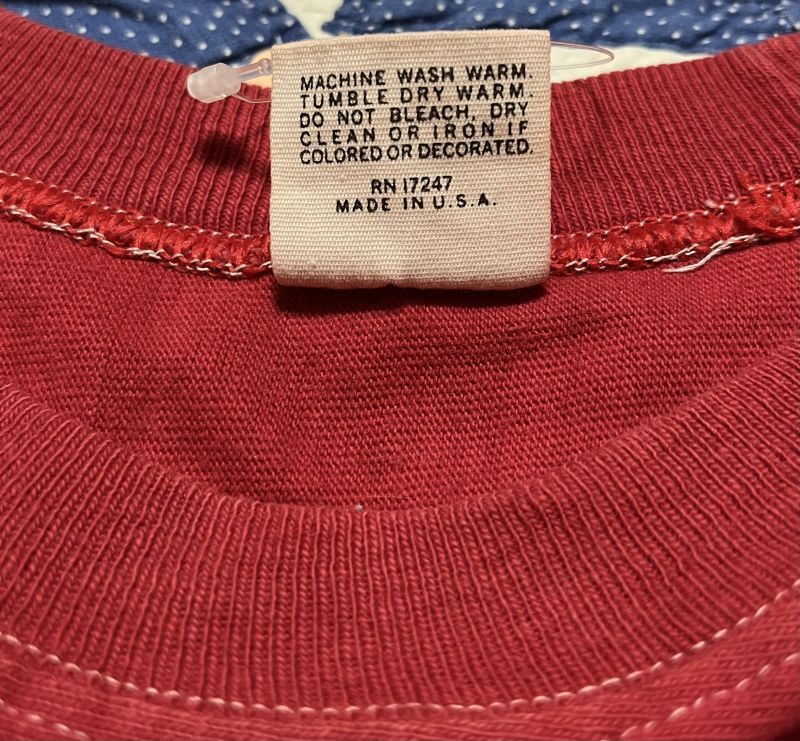 MACHINE WASH WARM.
TUMBLE DRY WARM.
DO NOT BLEACH, DRY
CLEAN OR IRON IF
COLORED OR DECORATED.
RN 17247
MADE IN U.S.A.